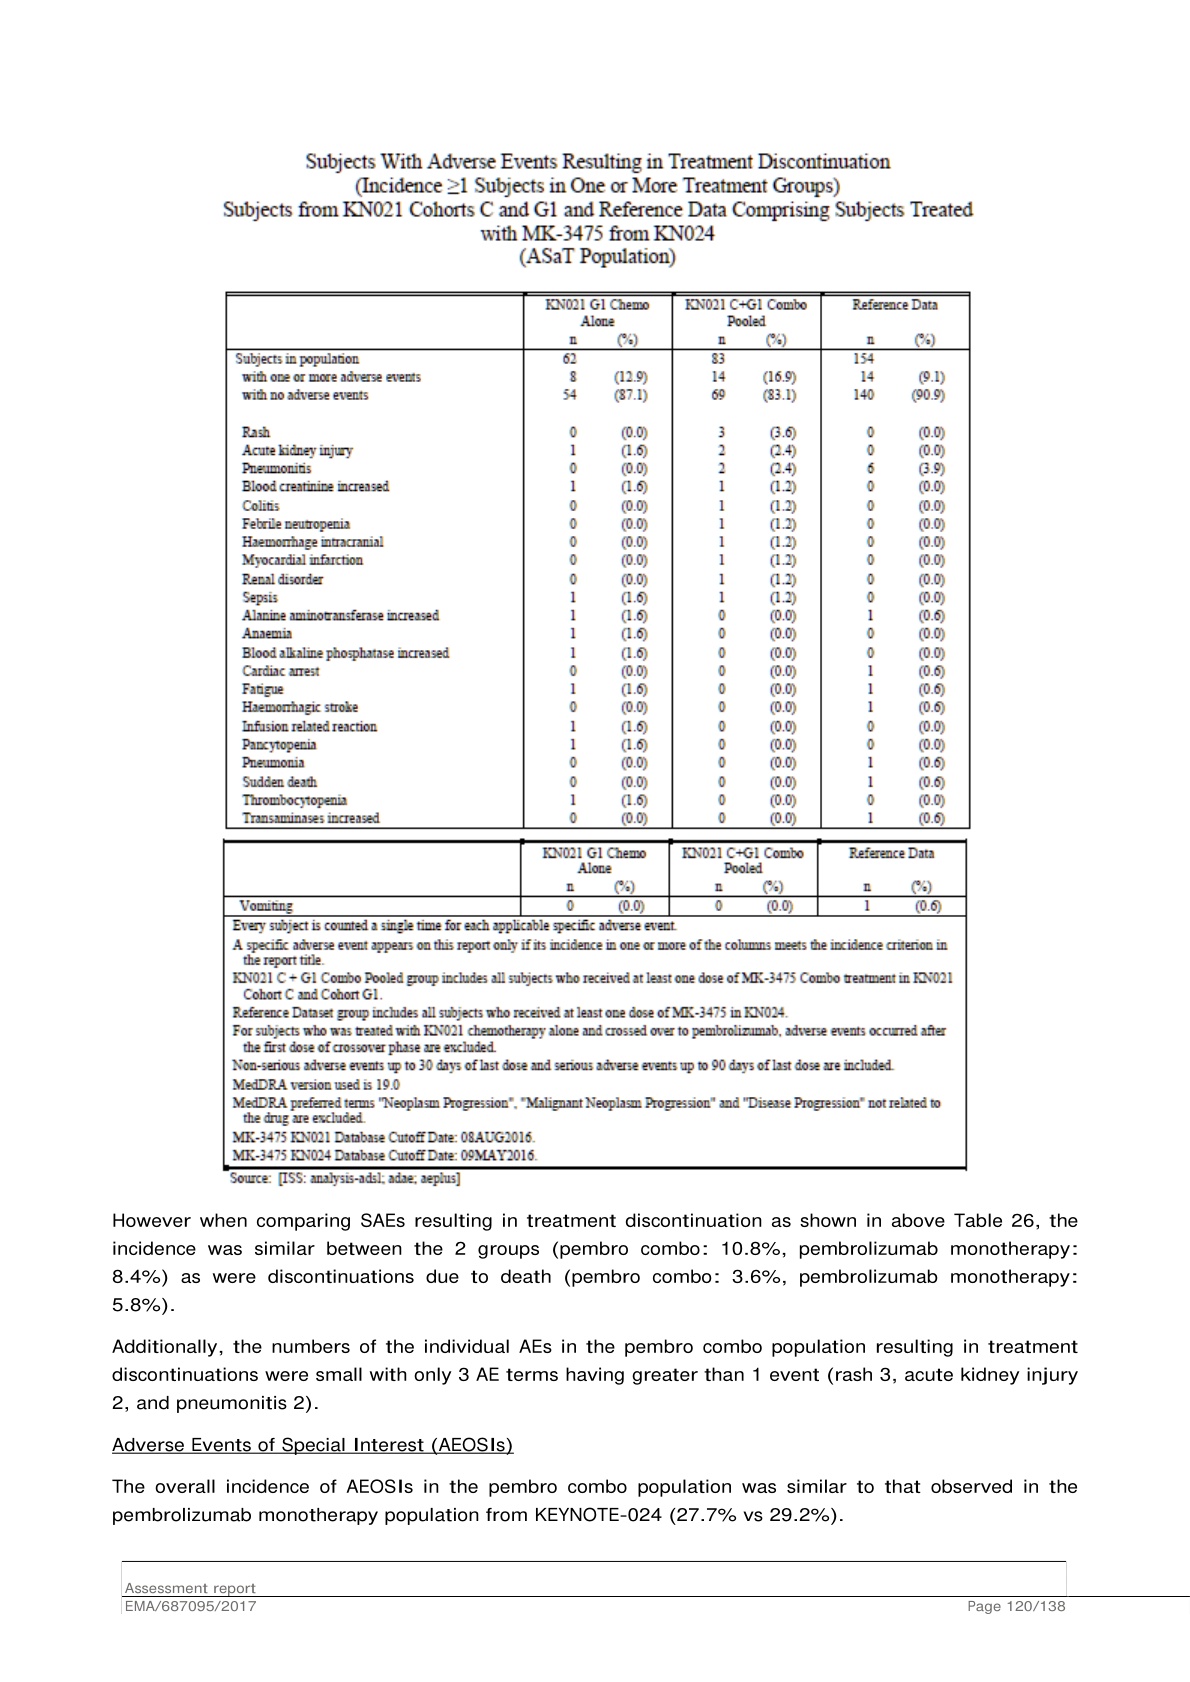 Subjects With Adverse Events Resulting in Treatment Discontinuation
(Incidence ≥1 Subjects in One or More Treatment Groups)
Subjects from KN021 Cohorts C and G1 and Reference Data Comprising Subjects Treated
with MK-3475 from KN024
(ASaT Population)
KN021 G1 Chemo Alone KN021 C+G1 Combo Pooled Reference Data
n (%) n (%) n (%)
Subjects in population 62 83 154
with one or more adverse events 8 (12.9) 14 (16.9) 14 (9.1)
with no adverse events 54 (87.1) 69 (83.1) 140 (90.9)
Rash 0 (0.0) 3 (3.6) 0 (0.0)
Acute kidney injury 1 (1.6) 2 (2.4) 0 (0.0)
Pneumonitis 0 (0.0) 2 (2.4) 6 (3.9)
Blood creatinine increased 1 (1.6) 1 (1.2) 0 (0.0)
Colitis 0 (0.0) 1 (1.2) 0 (0.0)
Febrile neutropenia 0 (0.0) 1 (1.2) 0 (0.0)
Haemorrhage intracranial 0 (0.0) 1 (1.2) 0 (0.0)
Myocardial infarction 0 (0.0) 1 (1.2) 0 (0.0)
Renal disorder 0 (0.0) 1 (1.2) 0 (0.0)
Sepsis 1 (1.6) 1 (1.2) 0 (0.0)
Alanine aminotransferase increased 1 (1.6) 0 (0.0) 1 (0.6)
Anaemia 1 (1.6) 0 (0.0) 0 (0.0)
Blood alkaline phosphatase increased 1 (1.6) 0 (0.0) 0 (0.0)
Cardiac arrest 0 (0.0) 0 (0.0) 1 (0.6)
Fatigue 1 (1.6) 0 (0.0) 1 (0.6)
Haemorrhagic stroke 0 (0.0) 0 (0.0) 1 (0.6)
Infusion related reaction 1 (1.6) 0 (0.0) 0 (0.0)
Pancytopenia 1 (1.6) 0 (0.0) 0 (0.0)
Pneumonia 0 (0.0) 0 (0.0) 1 (0.6)
Sudden death 0 (0.0) 0 (0.0) 1 (0.6)
Thrombocytopenia 1 (1.6) 0 (0.0) 0 (0.0)
Transaminases increased 0 (0.0) 0 (0.0) 1 (0.6)
KN021 G1 Chemo Alone KN021 C+G1 Combo Pooled Reference Data
n (%) n (%) n (%)
Vomiting 0 (0.0) 0 (0.0) 1 (0.6)
Every subject is counted a single time for each applicable specific adverse event.
A specific adverse event appears on this report only if its incidence in one or more of the columns meets the incidence criterion in
the report title.
KN021 C + G1 Combo Pooled group includes all subjects who received at least one dose of MK-3475 Combo treatment in KN021
Cohort C and Cohort G1.
Reference Dataset group includes all subjects who received at least one dose of MK-3475 in KN024.
For subjects who was treated with KN021 chemotherapy alone and crossed over to pembrolizumab, adverse events occurred after
the first dose of crossover phase are excluded.
Non-serious adverse events up to 30 days of last dose and serious adverse events up to 90 days of last dose are included.
MedDRA version used is 19.0
MedDRA preferred terms "Neoplasm Progression", "Malignant Neoplasm Progression" and "Disease Progression" not related to
the drug are excluded.
MK-3475 KN021 Database Cutoff Date: 08AUG2016.
MK-3475 KN024 Database Cutoff Date: 09MAY2016.
Source: [ISS: analysis-adsl; adae; aeplus]
However when comparing SAEs resulting in treatment discontinuation as shown in above Table 26, the
incidence was similar between the 2 groups (pembro combo: 10.8%, pembrolizumab monotherapy:
8.4%) as were discontinuations due to death (pembro combo: 3.6%, pembrolizumab monotherapy:
5.8%).
Additionally, the numbers of the individual AEs in the pembro combo population resulting in treatment
discontinuations were small with only 3 AE terms having greater than 1 event (rash 3, acute kidney injury
2, and pneumonitis 2).
Adverse Events of Special Interest (AEOSIs)
The overall incidence of AEOSIs in the pembro combo population was similar to that observed in the
pembrolizumab monotherapy population from KEYNOTE-024 (27.7% vs 29.2%).
Assessment report
EMA/687095/2017 Page 120/138